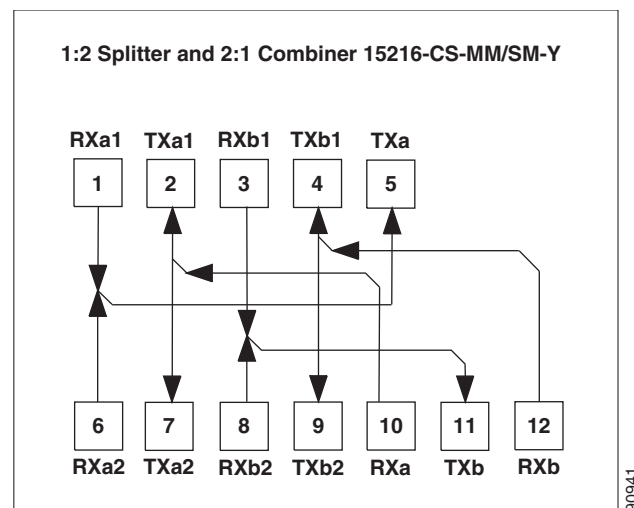 1:2 Splitter and 2:1 Combiner 15216-CS-MM/SM-Y
RXa1 TXa1 RXb1 TXb1 TXa
1 2 3 4 5
6 7 8 9 10 11 12
RXa2 TXa2 RXb2 TXb2 RXa TXb RXb
90941